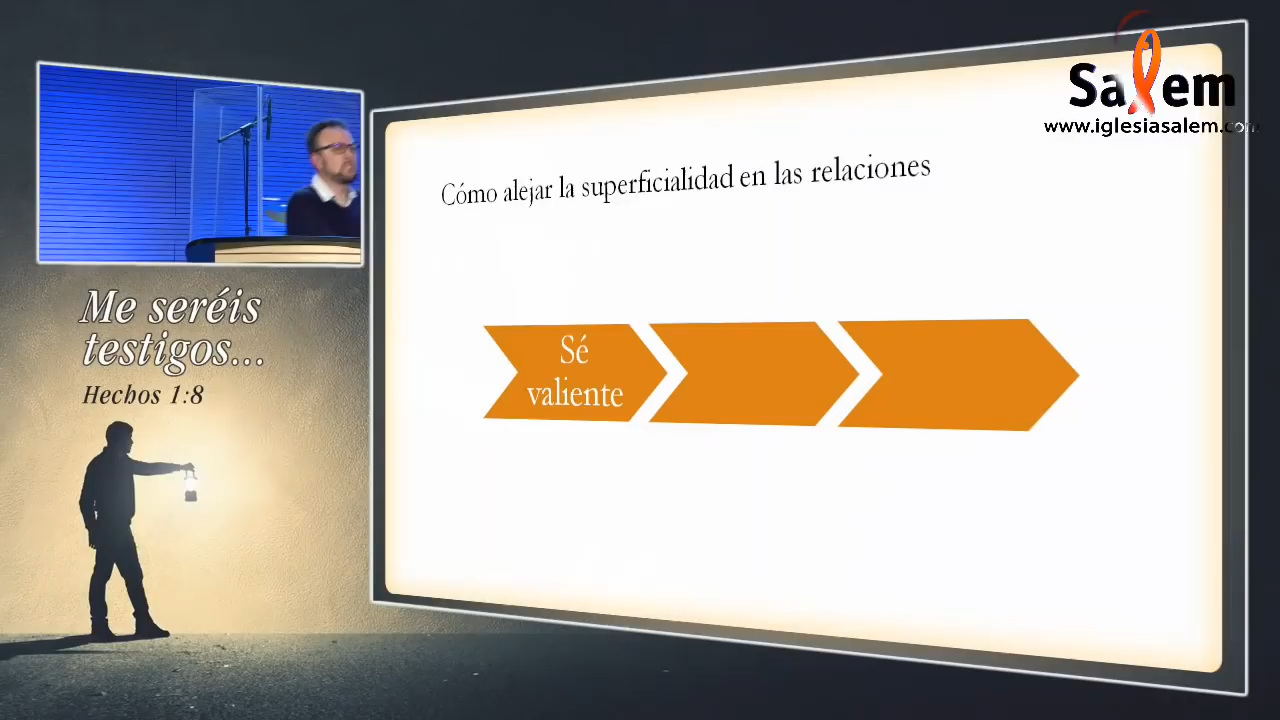 Salem
www.iglesiasalem.com
Cómo alejar la superficialidad en las relaciones
Sé
valiente
Me seréis
testigos...
Hechos 1:8